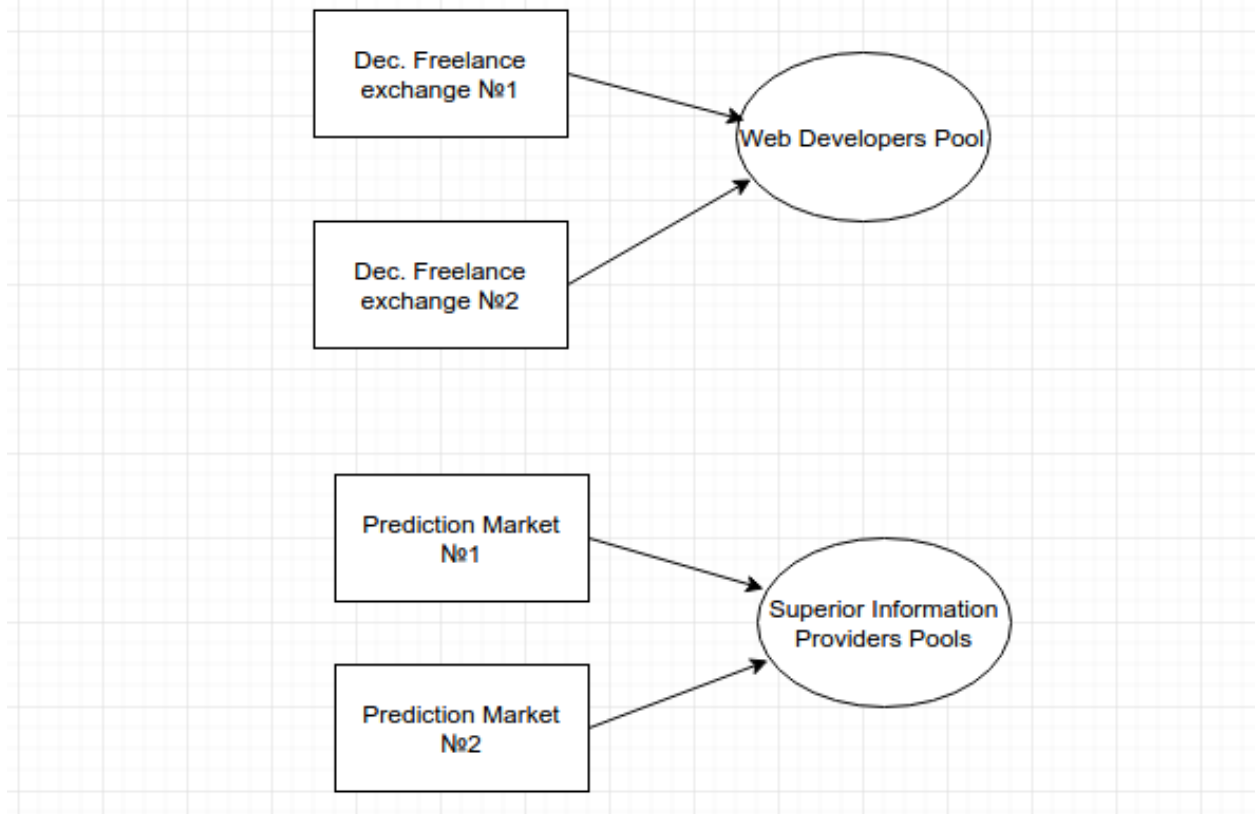 Dec. Freelance
exchange №1
Web Developers Pool
Dec. Freelance
exchange №2
Prediction Market
№1
Superior Information
Providers Pools
Prediction Market
№2